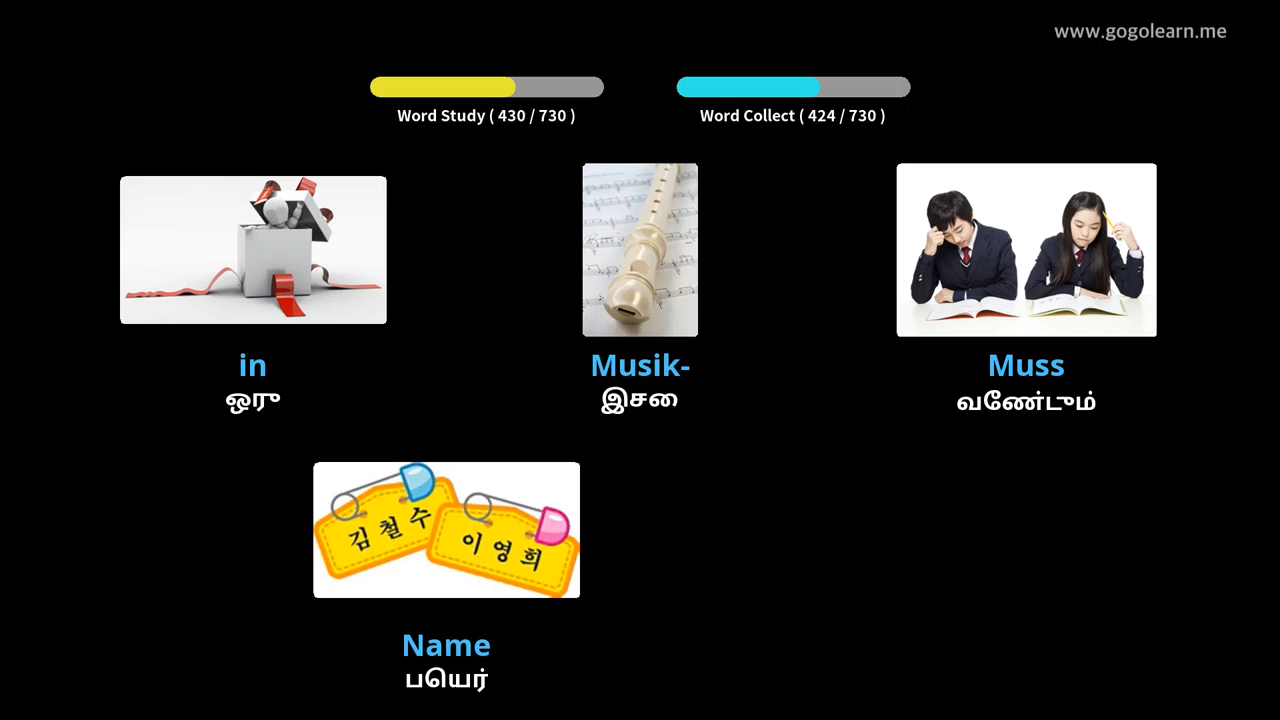 www.gogolearn.me
Word Study ( 430 / 730 )
Word Collect ( 424 / 730 )
in
ஒரு
Musik-
இசை
Muss
வேண்டும்
김철수
이영희
Name
பெயர்